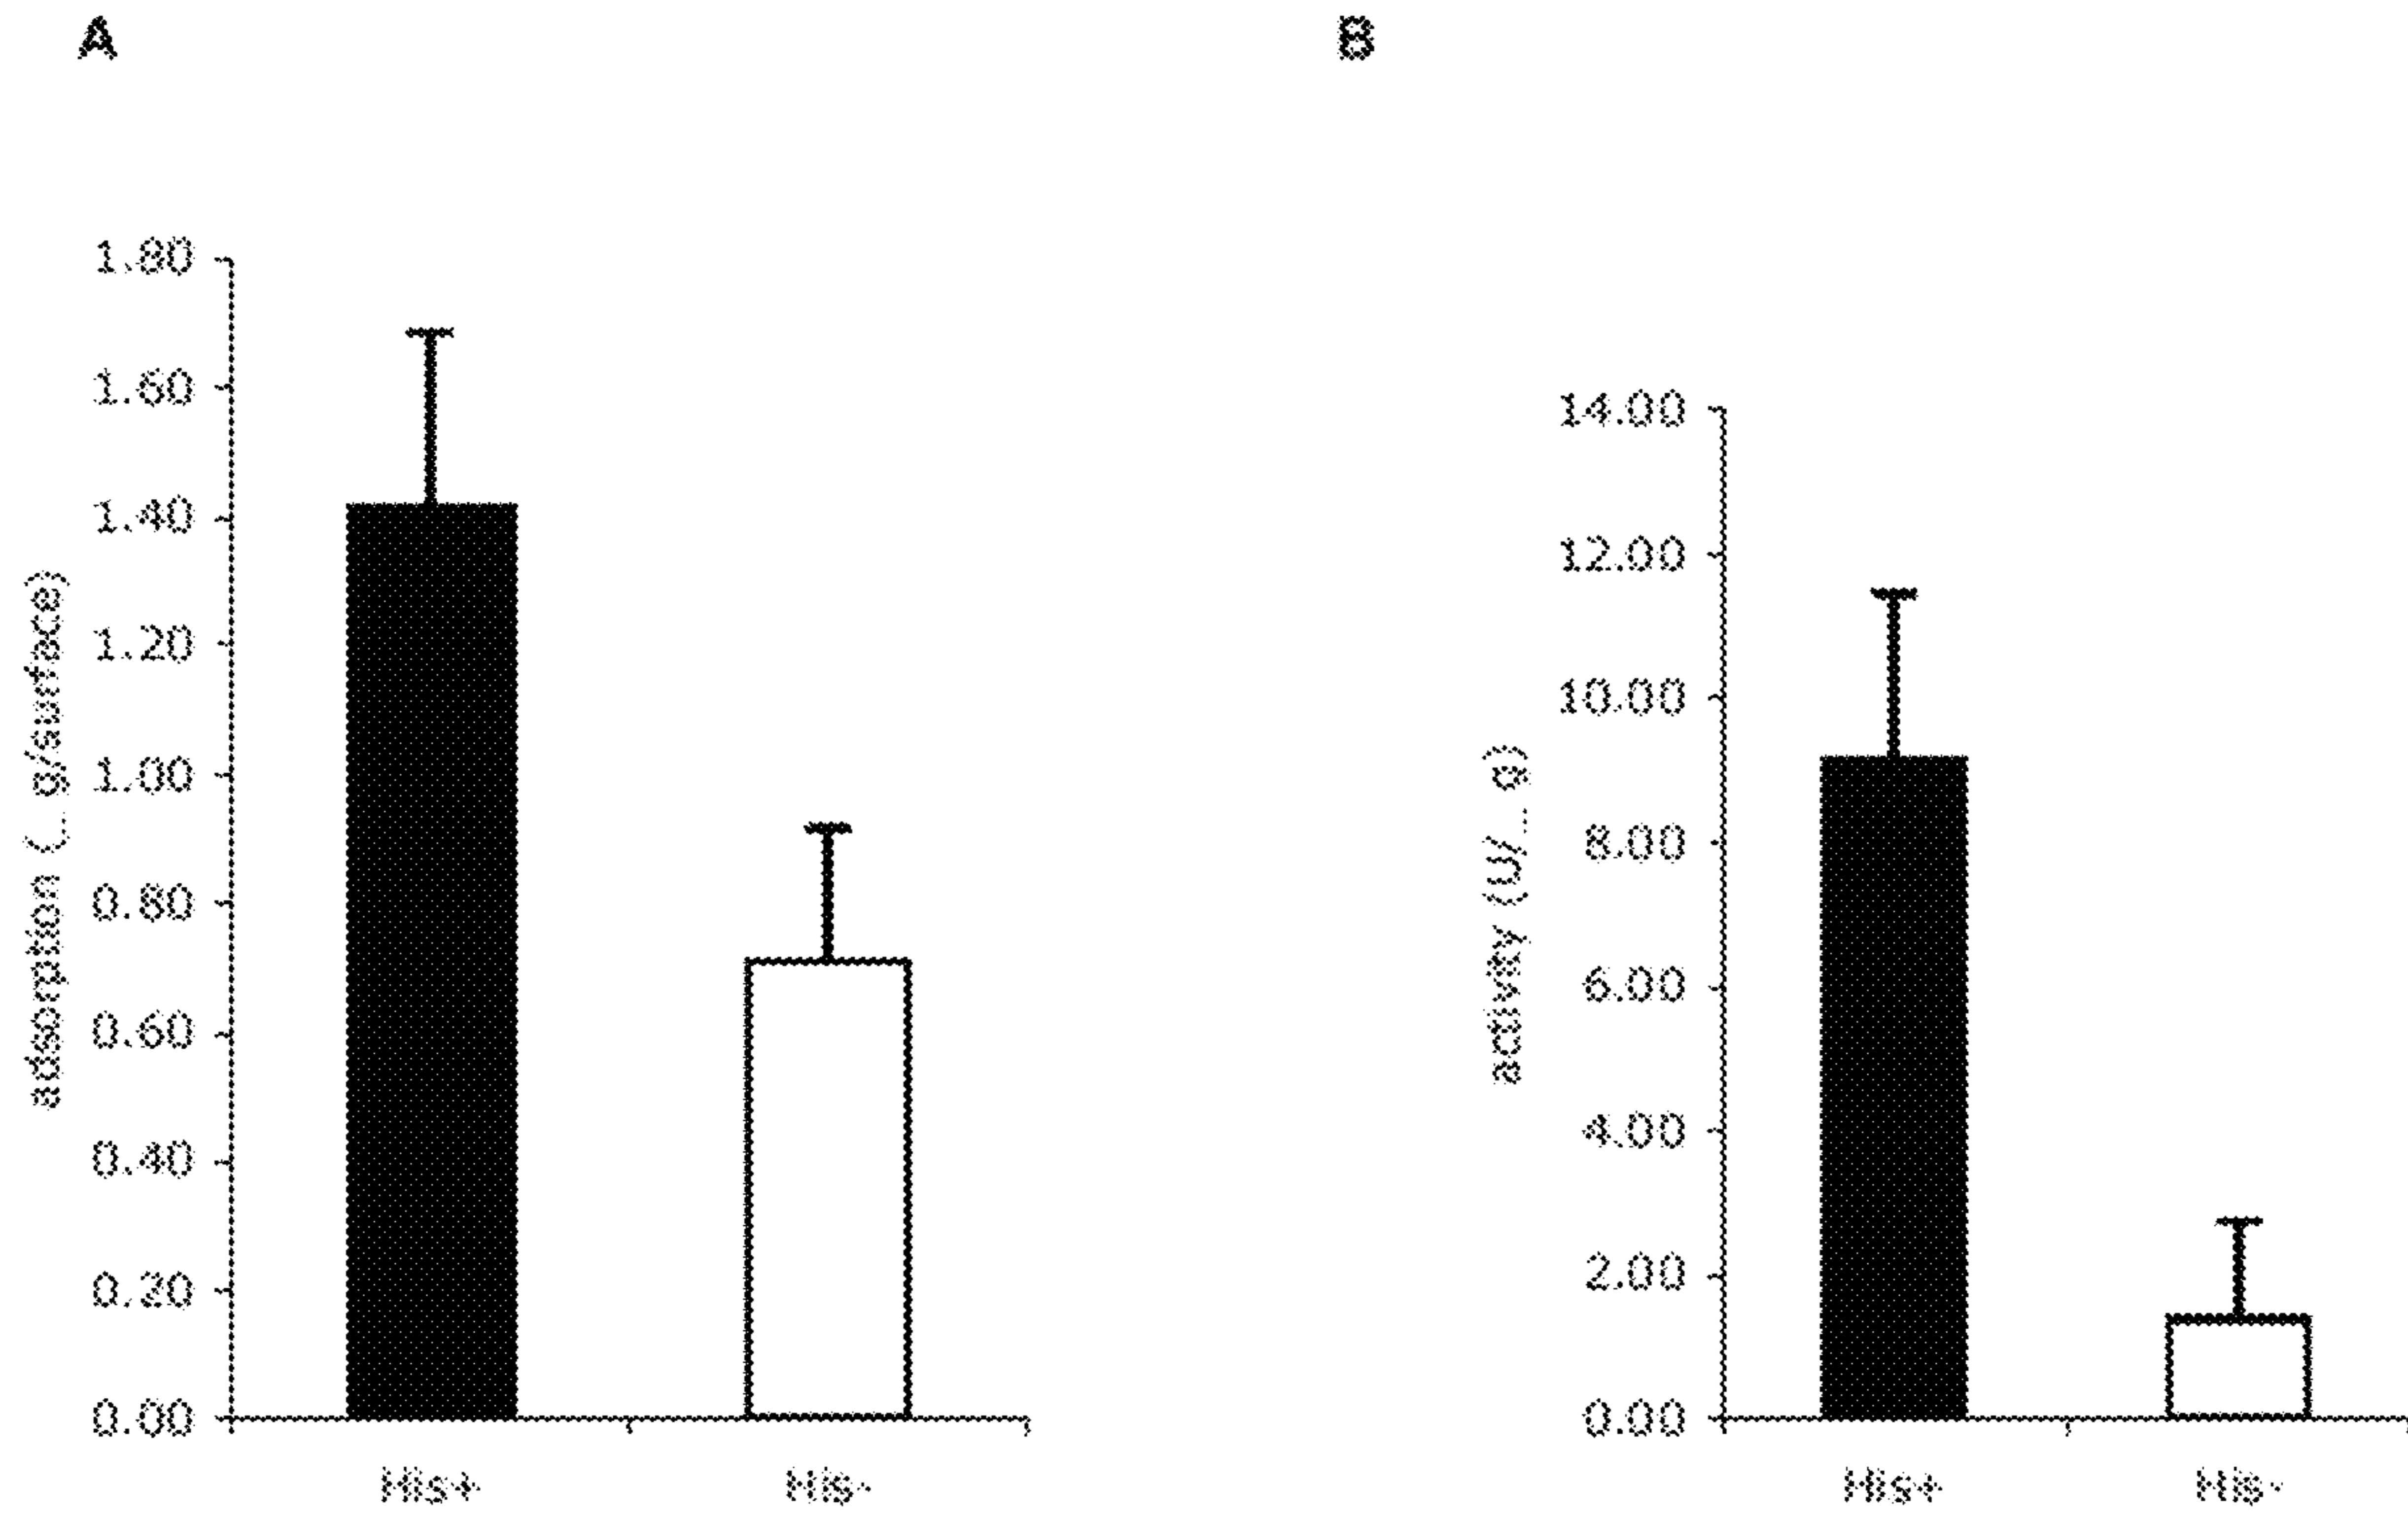 A
B
1.80
1.60
1.40
1.20
1.00
0.80
0.60
0.40
0.20
0.00
adsorption (... g/surface)
His+
His-
14.00
12.00
10.00
8.00
6.00
4.00
2.00
0.00
activity (U/... g)
His+
His-